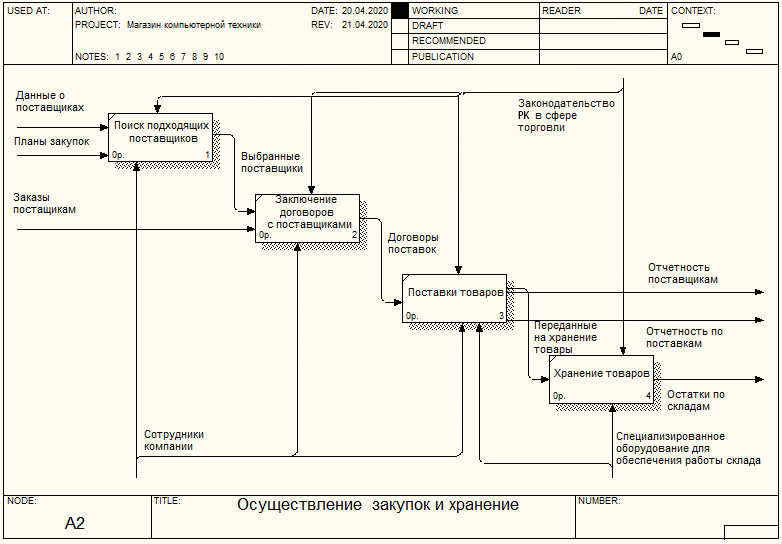 USED AT:
AUTHOR:
DATE: 20.04.2020
PROJECT: Магазин компьютерной техники
REV: 21.04.2020
NOTES: 1 2 3 4 5 6 7 8 9 10
WORKING
DRAFT
RECOMMENDED
PUBLICATION
READER
DATE
CONTEXT:
A0
Данные о
поставщиках
Планы закупок
Поиск подходящих
поставщиков
0р.
1
Законодательство
РК в сфере
торговли
Выбранные
поставщики
Заказы
постащикам
Заключение
договоров
с поставщиками
0р.
2
Договоры
поставок
Поставки товаров
0р.
3
Отчетность
поставщикам
Отчетность по
поставкам
Переданные
на хранение
товары
Хранение товаров
0р.
4
Остатки по
складам
Сотрудники
компании
Специализированное
оборудование для
обеспечения работы склада
NODE:
A2
TITLE:
Осуществление закупок и хранение
NUMBER: